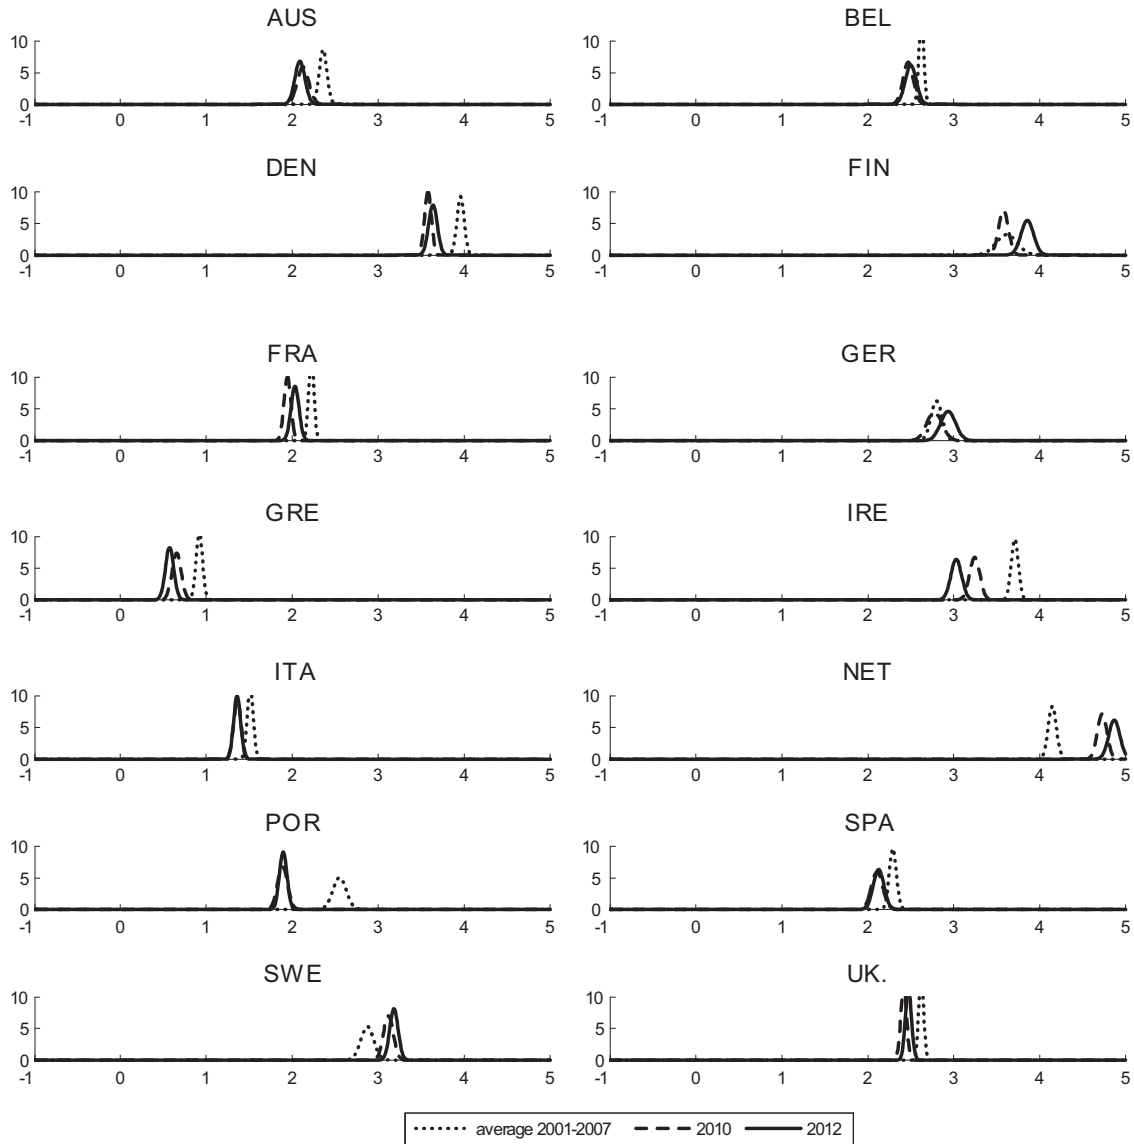 AUS BEL
10 10
5 5
0 0
-1 0 1 2 3 4 5 -1 0 1 2 3 4 5
DEN FIN
10 10
5 5
0 0
-1 0 1 2 3 4 5 -1 0 1 2 3 4 5
FRA GER
10 10
5 5
0 0
-1 0 1 2 3 4 5 -1 0 1 2 3 4 5
GRE IRE
10 10
5 5
0 0
-1 0 1 2 3 4 5 -1 0 1 2 3 4 5
ITA NET
10 10
5 5
0 0
-1 0 1 2 3 4 5 -1 0 1 2 3 4 5
POR SPA
10 10
5 5
0 0
-1 0 1 2 3 4 5 -1 0 1 2 3 4 5
SWE UK.
10 10
5 5
0 0
-1 0 1 2 3 4 5 -1 0 1 2 3 4 5
average 2001-2007 2010 2012